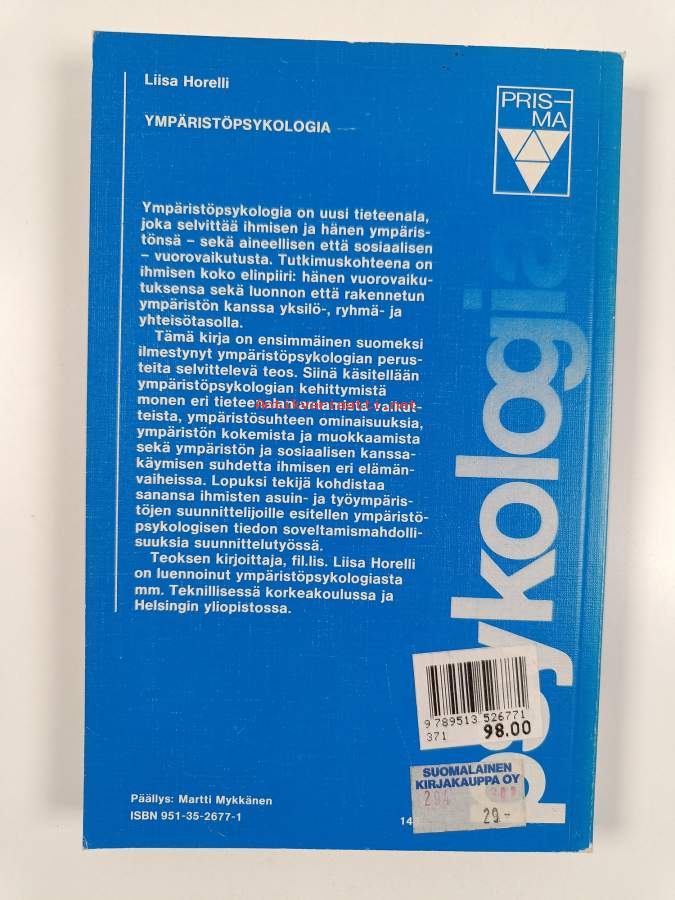 Liisa Horelli
YMPÄRISTÖPSYKOLOGIA
PRIS-
MA
Ympäristöpsykologia on uusi tieteenala,
joka selvittää ihmisen ja hänen ympäris-
tönsä – sekä aineellisen että sosiaalisen
– vuorovaikutusta. Tutkimuskohteena on
ihmisen koko elinpiiri: hänen vuorovaiku-
tuksensa sekä luonnon että rakennetun
ympäristön kanssa yksilö-, ryhmä- ja
yhteisötasolla.
Tämä kirja on ensimmäinen suomeksi
ilmestynyt ympäristöpsykologian perus-
teita selvittelevä teos. Siinä käsitellään
ympäristöpsykologian kehittymistä
monen eri tieteenalan antamista vaikut-
teista, ympäristösuhteen ominaisuuksia,
ympäristön kokemista ja muokkaamista
sekä ympäristön ja sosiaalisen kanssa-
käymisen suhdetta ihmisen eri elämän-
vaiheissa. Lopuksi tekijä kohdistaa
sanansa ihmisten asuin- ja työympäris-
töjen suunnittelijoille esitellen ympäristö-
psykologisen tiedon soveltamismahdolli-
suuksia suunnittelutyössä.
Teoksen kirjoittaja, fil.lis. Liisa Horelli
on luennoinut ympäristöpsykologiasta
mm. Teknillisessä korkeakoulussa ja
Helsingin yliopistossa.
psykologia
9 789513 526771
371 98.00
SUOMALAINEN
KIRJAKAUPPA OY
29.-
Päällys: Martti Mykkänen
ISBN 951-35-2677-1
14